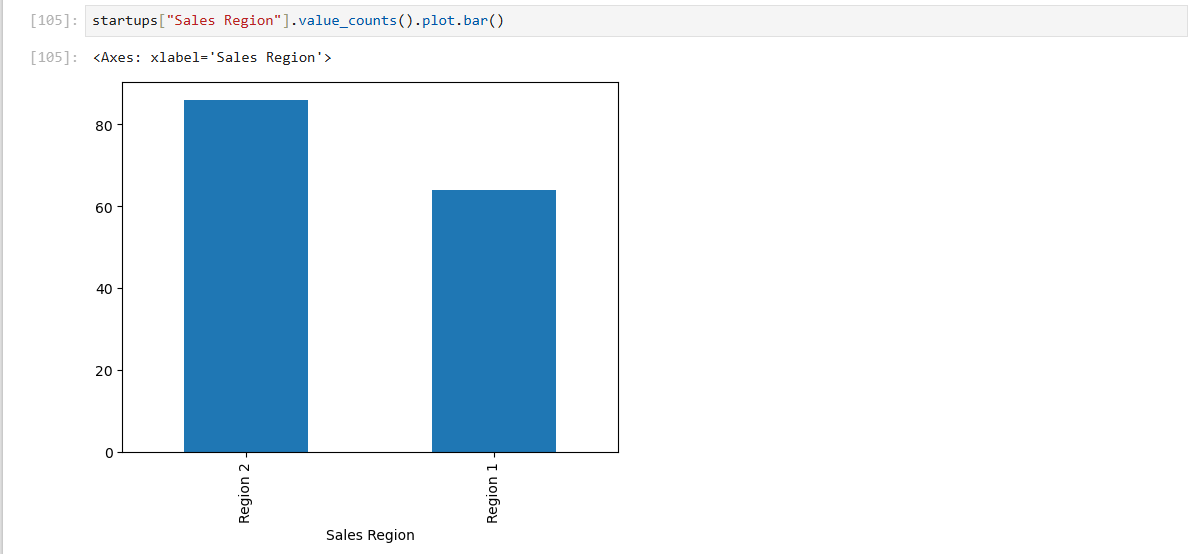 [105]: startups["Sales Region"].value_counts().plot.bar()
[105]: <Axes: xlabel='Sales Region'>
80
60
40
20
0
Region 2
Region 1
Sales Region